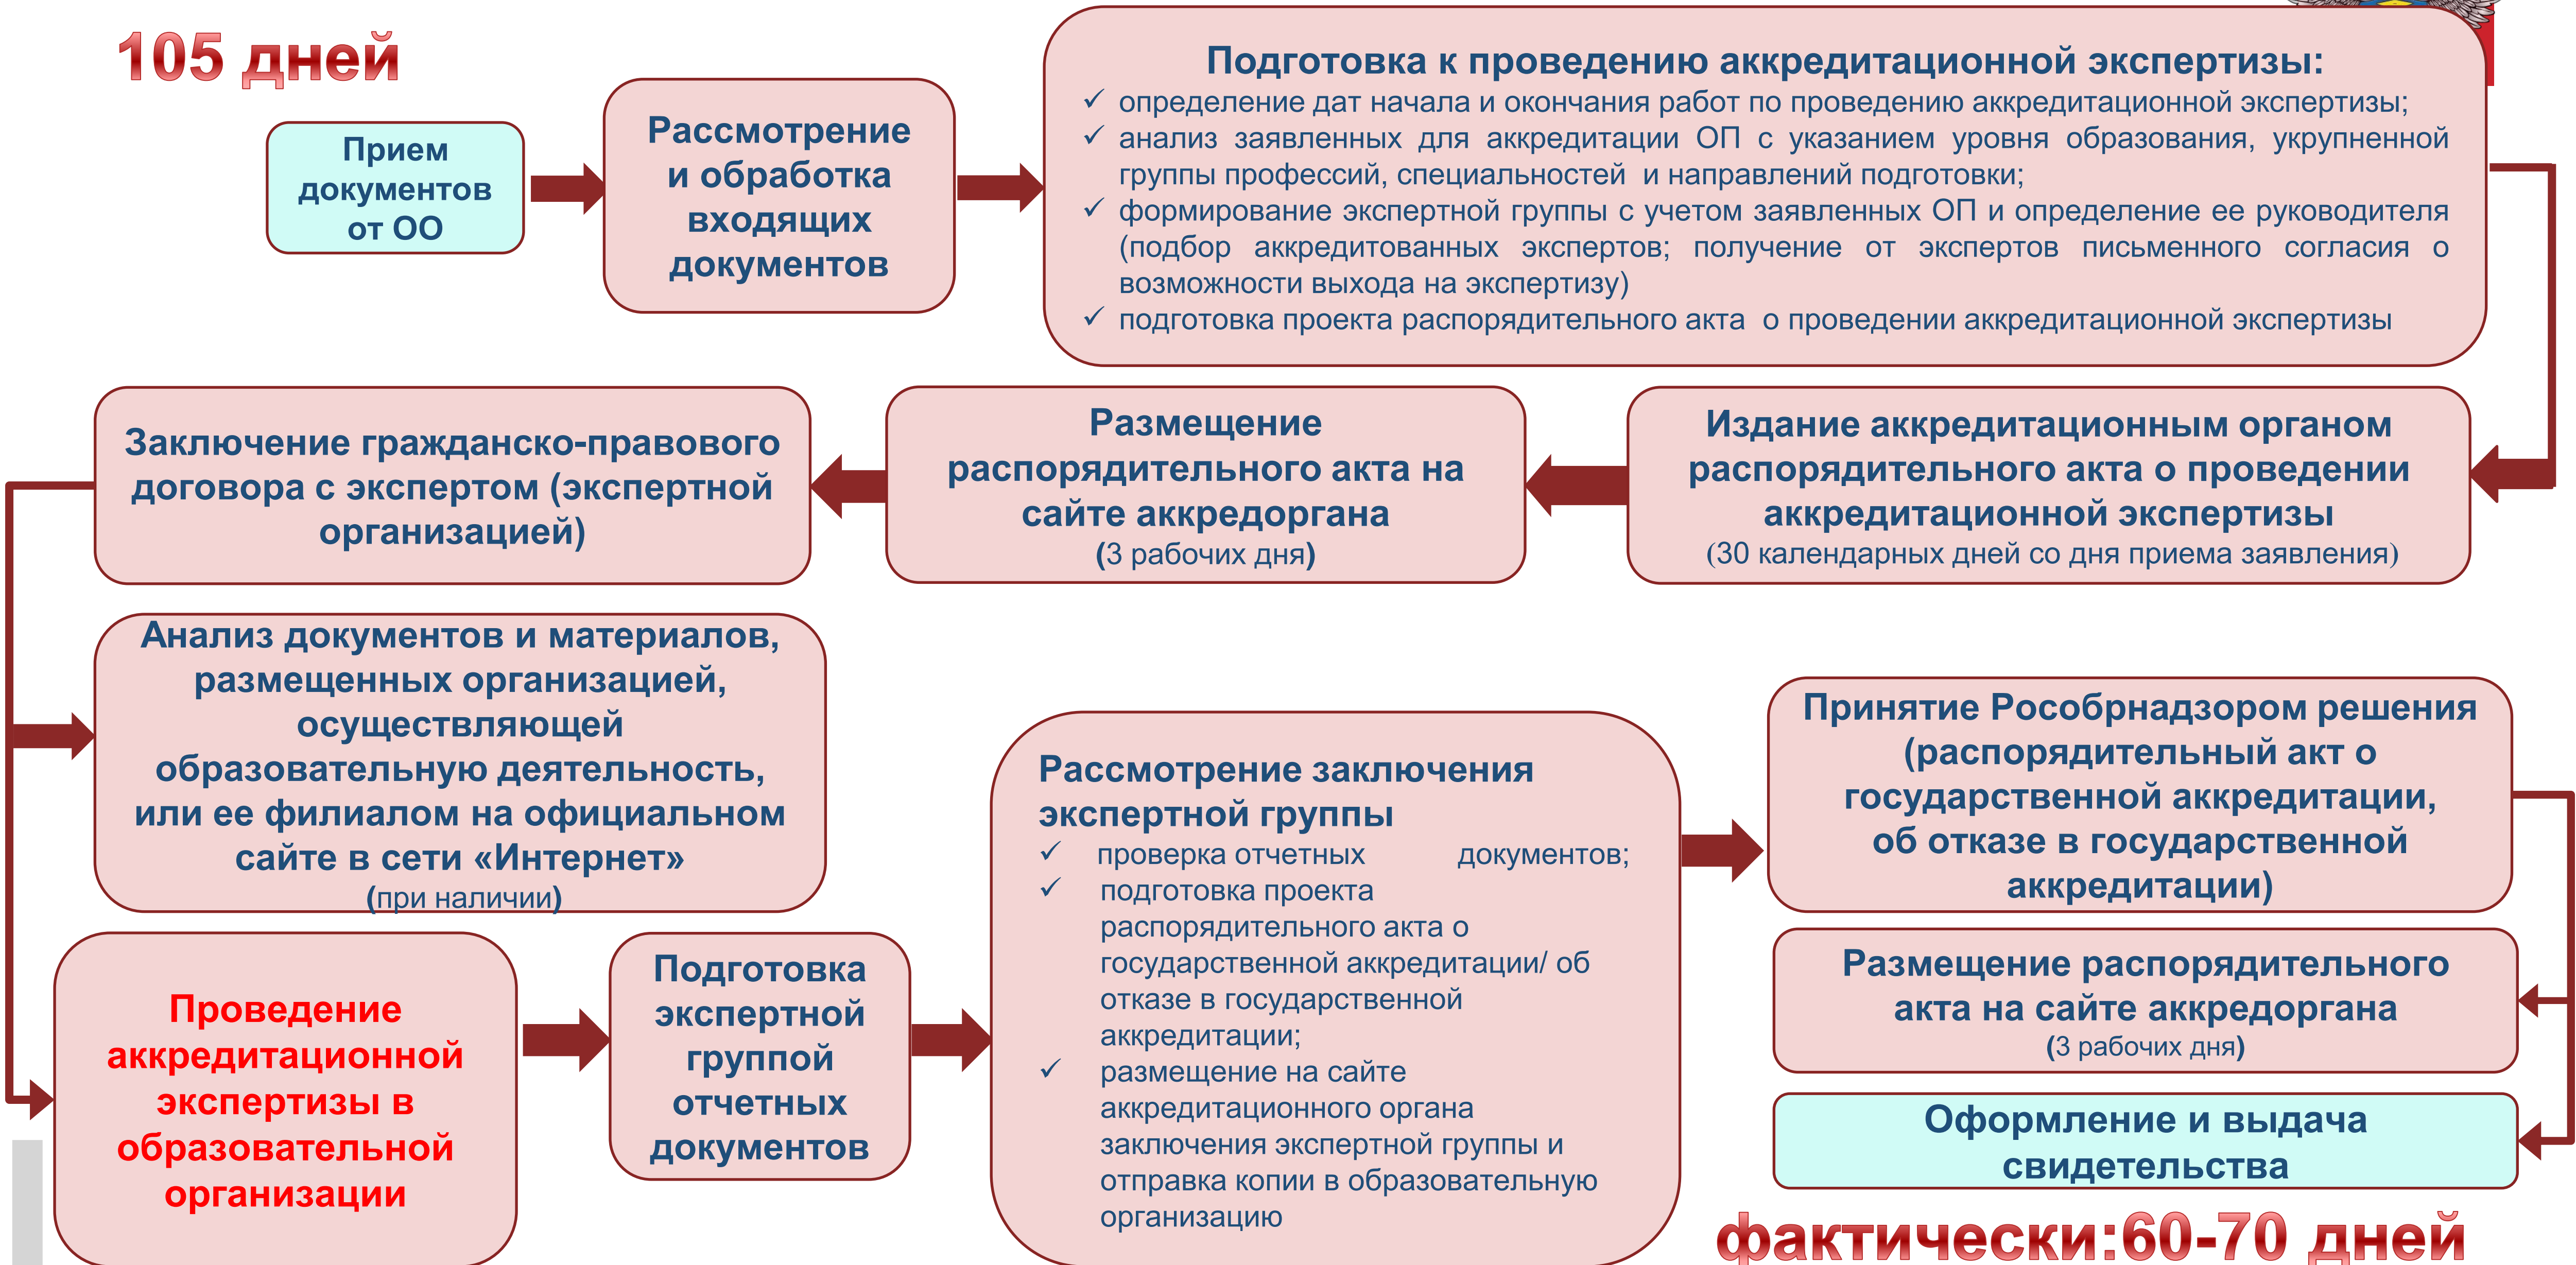 105 дней
Прием
документов
от ОО
Рассмотрение
и обработка
входящих
документов
Подготовка к проведению аккредитационной экспертизы:
✓ определение дат начала и окончания работ по проведению аккредитационной экспертизы;
✓ анализ заявленных для аккредитации ОП с указанием уровня образования, укрупненной
группы профессий, специальностей и направлений подготовки;
✓ формирование экспертной группы с учетом заявленных ОП и определение ее руководителя
(подбор аккредитованных экспертов; получение от экспертов письменного согласия о
возможности выхода на экспертизу)
✓ подготовка проекта распорядительного акта о проведении аккредитационной экспертизы
Издание аккредитационным органом
распорядительного акта о проведении
аккредитационной экспертизы
(30 календарных дней со дня приема заявления)
Размещение
распорядительного акта на
сайте аккредоргана
(3 рабочих дня)
Заключение гражданско-правового
договора с экспертом (экспертной
организацией)
Анализ документов и материалов,
размещенных организацией,
осуществляющей
образовательную деятельность,
или ее филиалом на официальном
сайте в сети «Интернет»
(при наличии)
Проведение
аккредитационной
экспертизы в
образовательной
организации
Подготовка
экспертной
группой
отчетных
документов
Рассмотрение заключения
экспертной группы
✓ проверка отчетных документов;
✓ подготовка проекта
распорядительного акта о
государственной аккредитации/ об
отказе в государственной
аккредитации;
✓ размещение на сайте
аккредитационного органа
заключения экспертной группы и
отправка копии в образовательную
организацию
Принятие Рособрнадзором решения
(распорядительный акт о
государственной аккредитации,
об отказе в государственной
аккредитации)
Размещение распорядительного
акта на сайте аккредоргана
(3 рабочих дня)
Оформление и выдача
свидетельства
фактически:60-70 дней